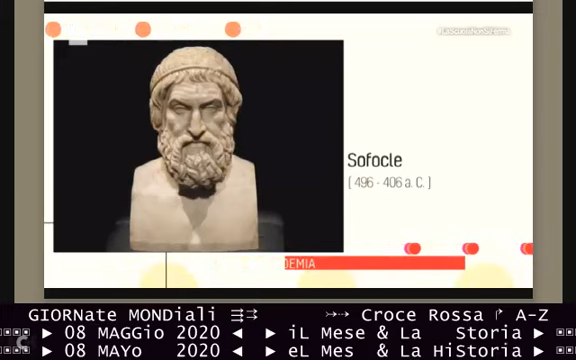 #LaScuolaNonSiFerma
Sofocle
( 496 - 406 a. C. )
DEMIA
GIORNate MONDiali Croce Rossa A-Z
08 MAGGio 2020 iL Mese & La Storia
08 MAYo 2020 eL Mes & La HiStoria